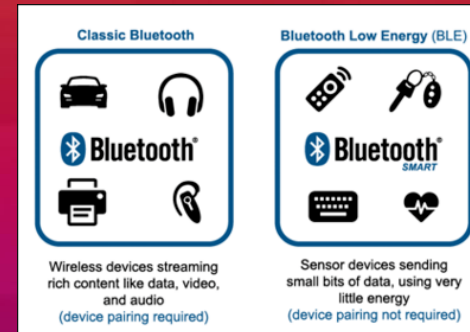 Classic Bluetooth
Bluetooth®
Wireless devices streaming
rich content like data, video,
and audio
(device pairing required)
Bluetooth Low Energy (BLE)
Bluetooth®
SMART
Sensor devices sending
small bits of data, using very
little energy
(device pairing not required)